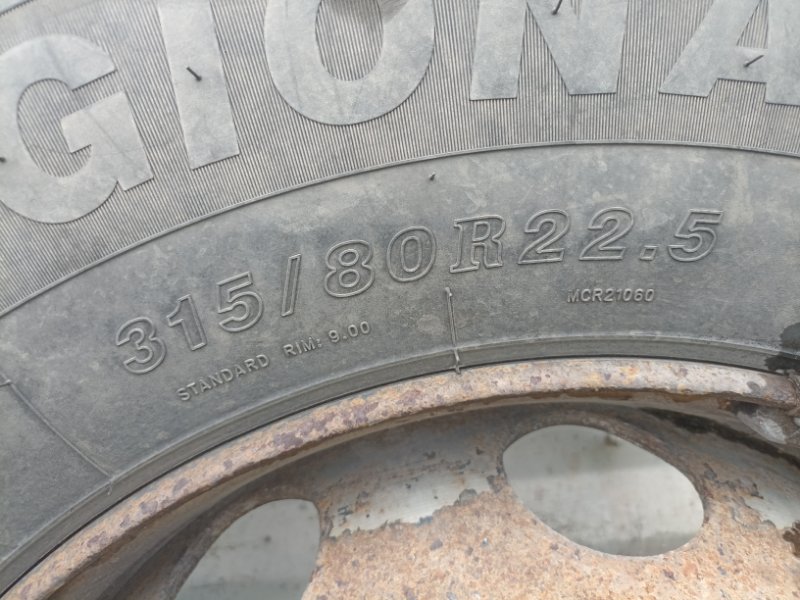 GIONA
315/80R22.5
STANDARD RIM: 9.00
MCR21060